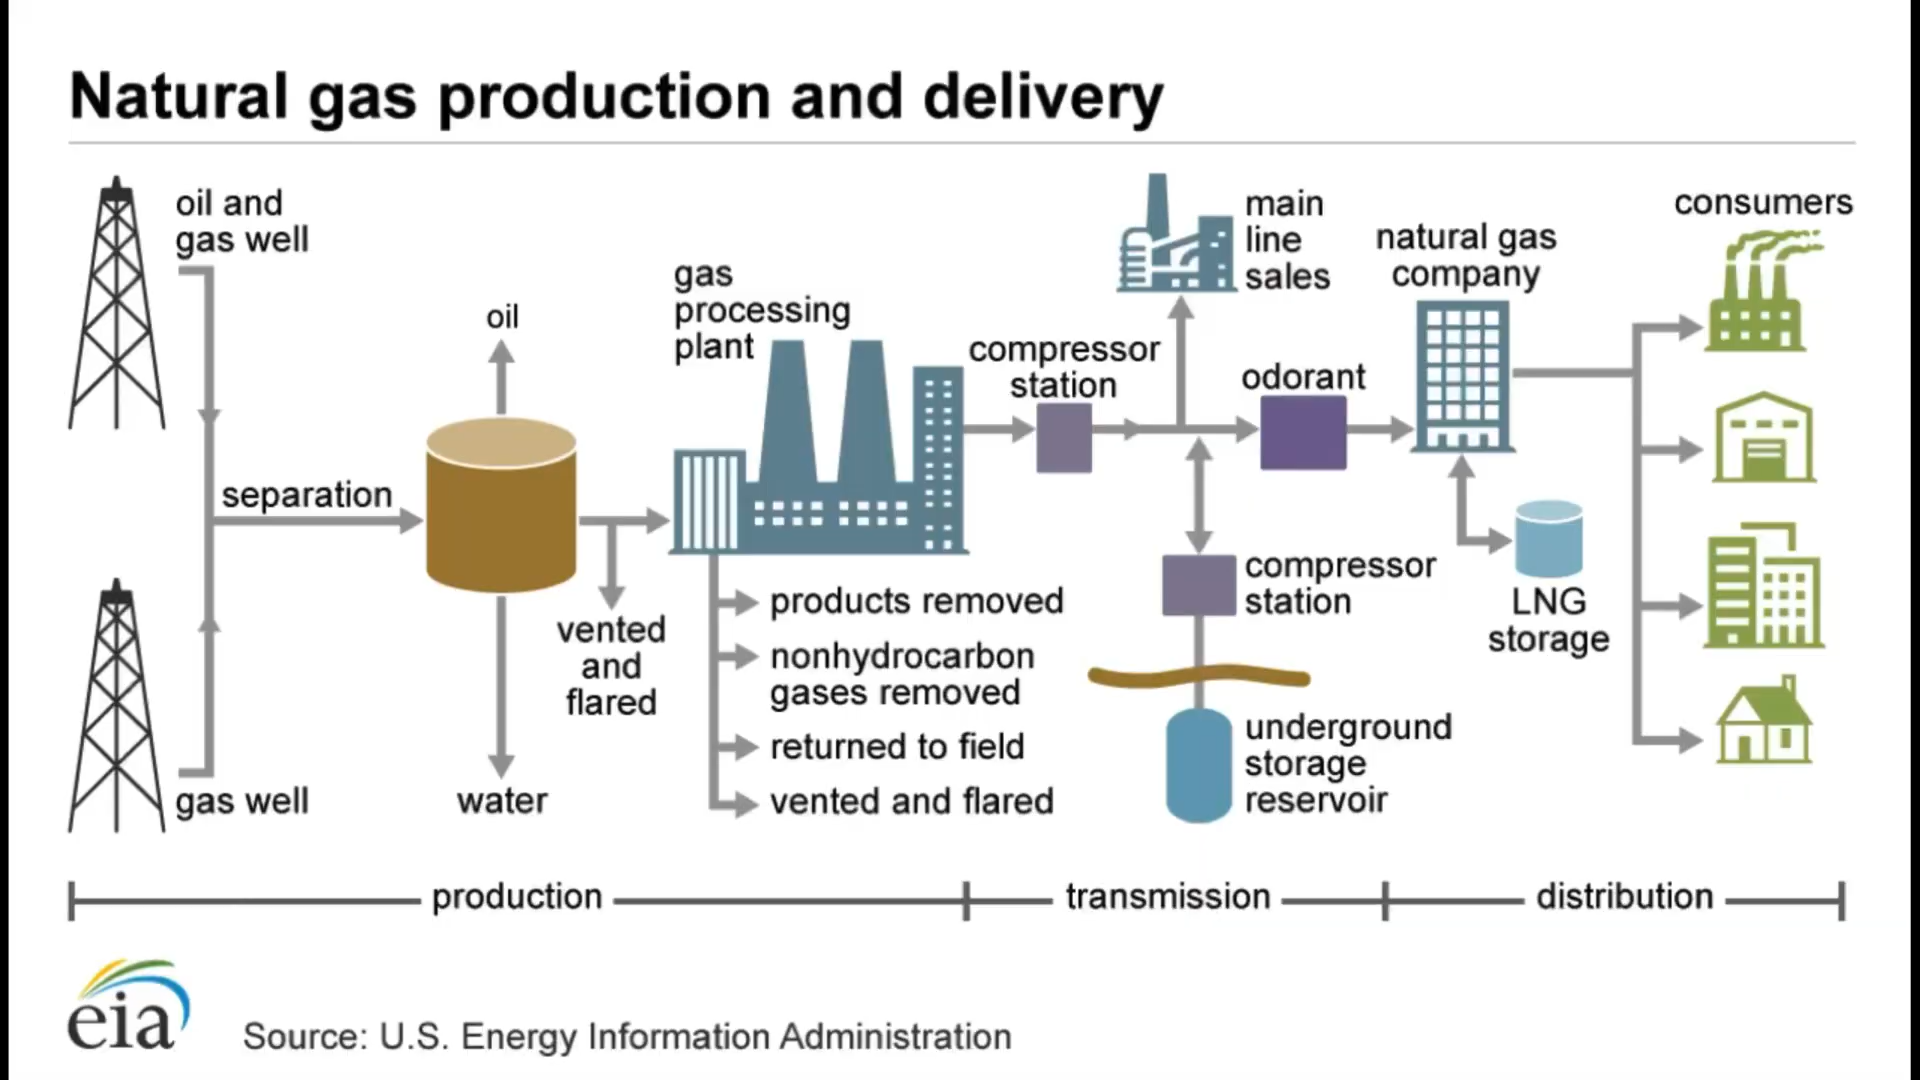 Natural gas production and delivery
oil and
gas well
oil
separation
gas well
water
vented
and
flared
gas
processing
plant
products removed
nonhydrocarbon
gases removed
returned to field
vented and flared
compressor
station
main
line
sales
odorant
compressor
station
underground
storage
reservoir
natural gas
company
LNG
storage
consumers
production
transmission
distribution
eia
Source: U.S. Energy Information Administration